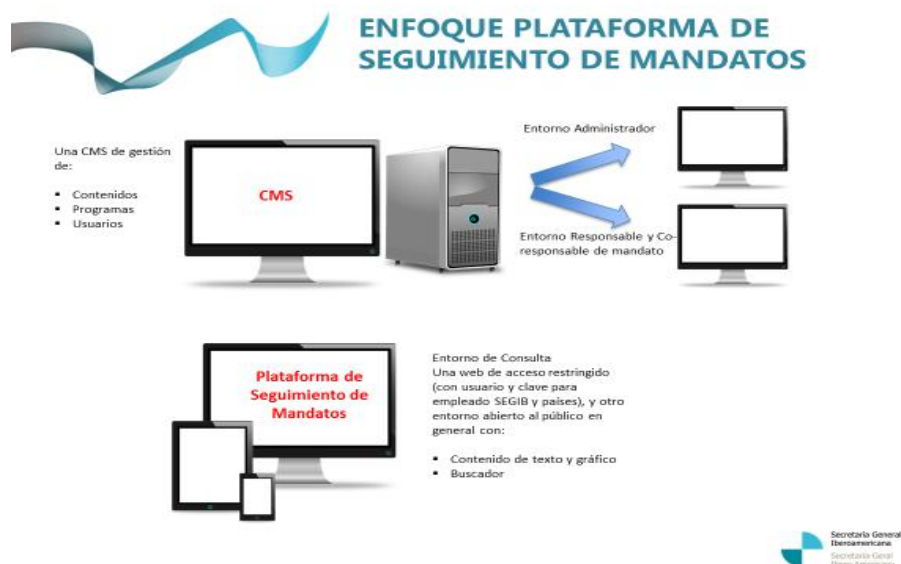 ENFOQUE PLATAFORMA DE
SEGUIMIENTO DE MANDATOS
Una CMS de gestión
de:
▪ Contenidos
▪ Programas
▪ Usuarios
CMS
Entorno Administrador
Entorno Responsable y Co-
responsable de mandato
Plataforma de
Seguimiento de
Mandatos
Entorno de Consulta
Una web de acceso restringido
(con usuario y clave para
empleado SEGIB y países), y otro
entorno abierto al público en
general con:
▪ Contenido de texto y gráfico
▪ Buscador
Secretaría General
Iberoamericana
Secretaria-Geral
Ibero-Americana